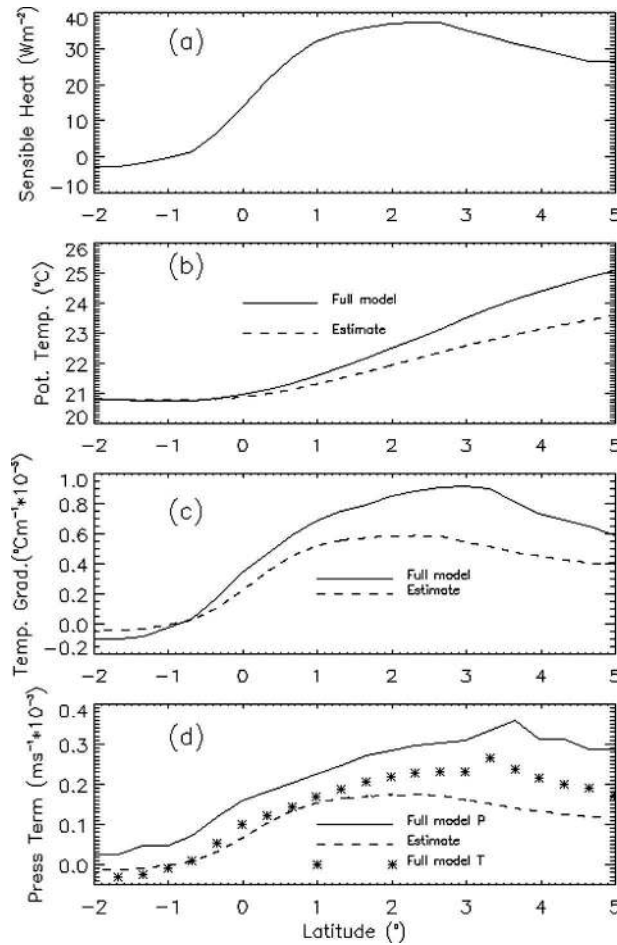 Sensible Heat (Wm⁻²)
40
30
20
10
0
−10
(a)
−2 −1 0 1 2 3 4 5
Pot. Temp. (°C)
26
25
24
23
22
21
20
(b)
Full model
Estimate
−2 −1 0 1 2 3 4 5
Temp. Grad.(°Cm⁻¹*10⁻⁵)
1.0
0.8
0.6
0.4
0.2
0.0
−0.2
(c)
Full model
Estimate
−2 −1 0 1 2 3 4 5
Press Term (ms⁻¹*10⁻³)
0.4
0.3
0.2
0.1
0.0
(d)
Full model P
Estimate
Full model T
−2 −1 0 1 2 3 4 5
Latitude (°)